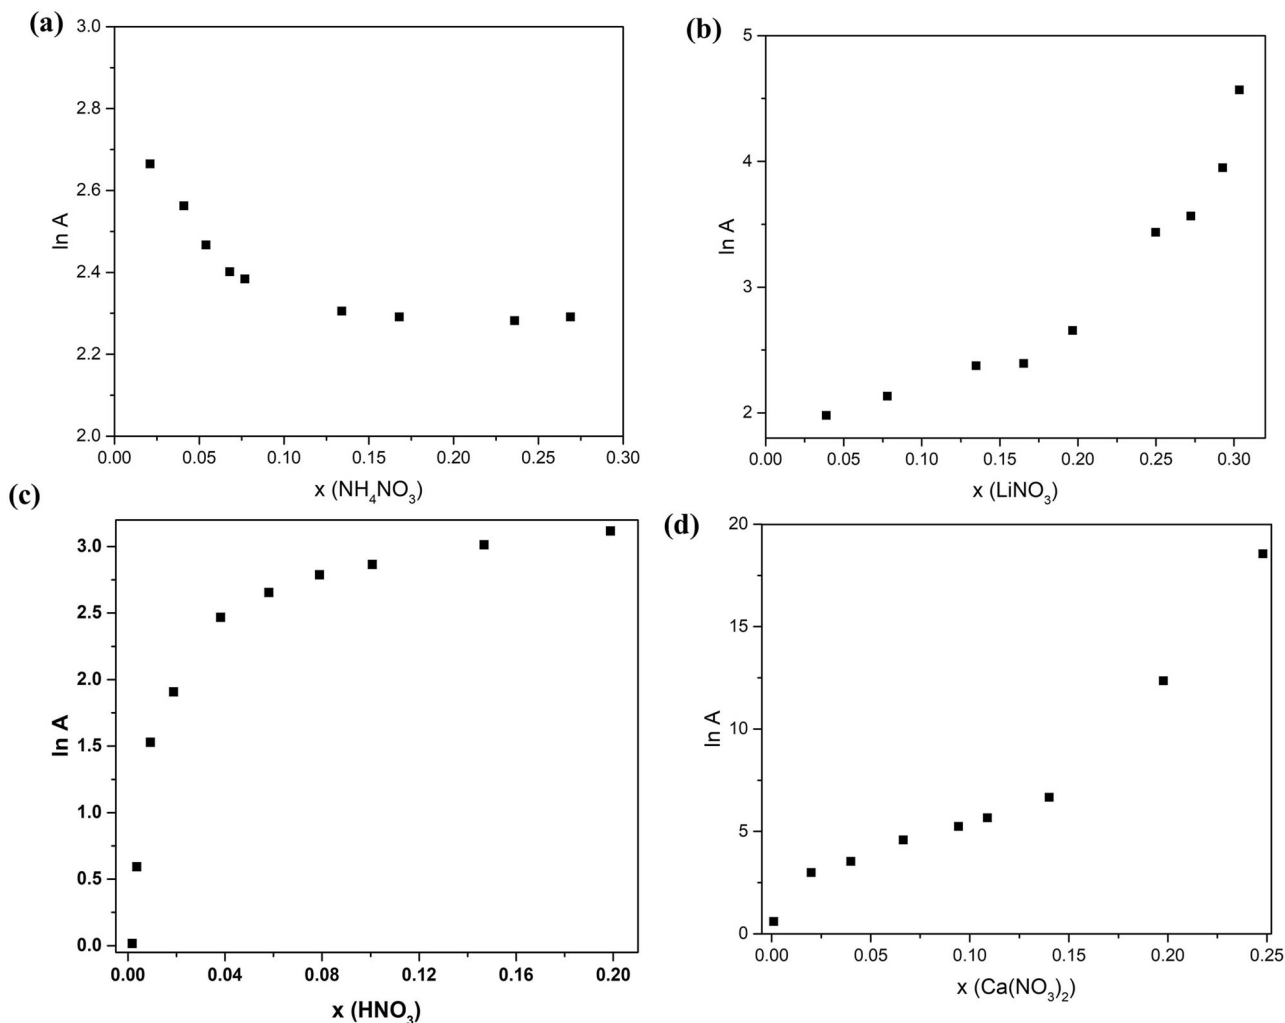 (a)
3.0
2.8
2.6
2.4
2.2
2.0
ln A
0.00 0.05 0.10 0.15 0.20 0.25 0.30
x (NH₄NO₃)
(b)
5
4
3
2
ln A
0.00 0.05 0.10 0.15 0.20 0.25 0.30
x (LiNO₃)
(c)
3.0
2.5
2.0
1.5
1.0
0.5
0.0
ln A
0.00 0.04 0.08 0.12 0.16 0.20
x (HNO₃)
(d)
20
15
10
5
0
ln A
0.00 0.05 0.10 0.15 0.20 0.25
x (Ca(NO₃)₂)